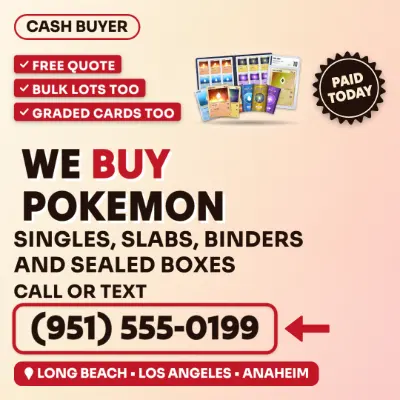 CASH BUYER
FREE QUOTE
BULK LOTS TOO
GRADED CARDS TOO
PAID
TODAY
WE BUY
POKEMON
SINGLES, SLABS, BINDERS
AND SEALED BOXES
CALL OR TEXT
(951) 555-0199
LONG BEACH • LOS ANGELES • ANAHEIM